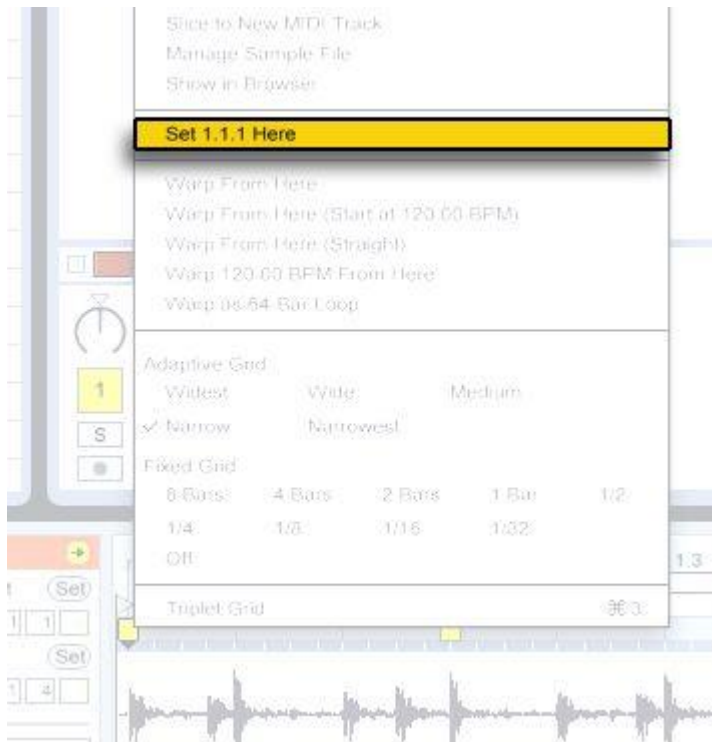 Slice to New MIDI Track
Manage Sample File
Show in Browser
Set 1.1.1 Here
Warp From Here
Warp From Here (Start at 120.00 BPM)
Warp From Here (Straight)
Warp 120.00 BPM From Here
Warp as 64-Bar Loop
Adaptive Grid
Widest Wide Medium
✓ Narrow Narrowest
Fixed Grid
8 Bars 4 Bars 2 Bars 1 Bar 1/2
1/4 1/8 1/16 1/32
Off
Triplet Grid ⌘3
1
S
1.3
Set
1 1
Set
4